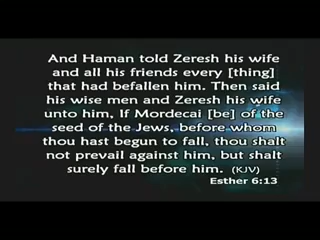 And Haman told Zeresh his wife
and all his friends every [thing]
that had befallen him. Then said
his wise men and Zeresh his wife
unto him, If Mordecai [be] of the
seed of the Jews, before whom
thou hast begun to fall, thou shalt
not prevail against him, but shalt
surely fall before him. (KJV)
Esther 6:13